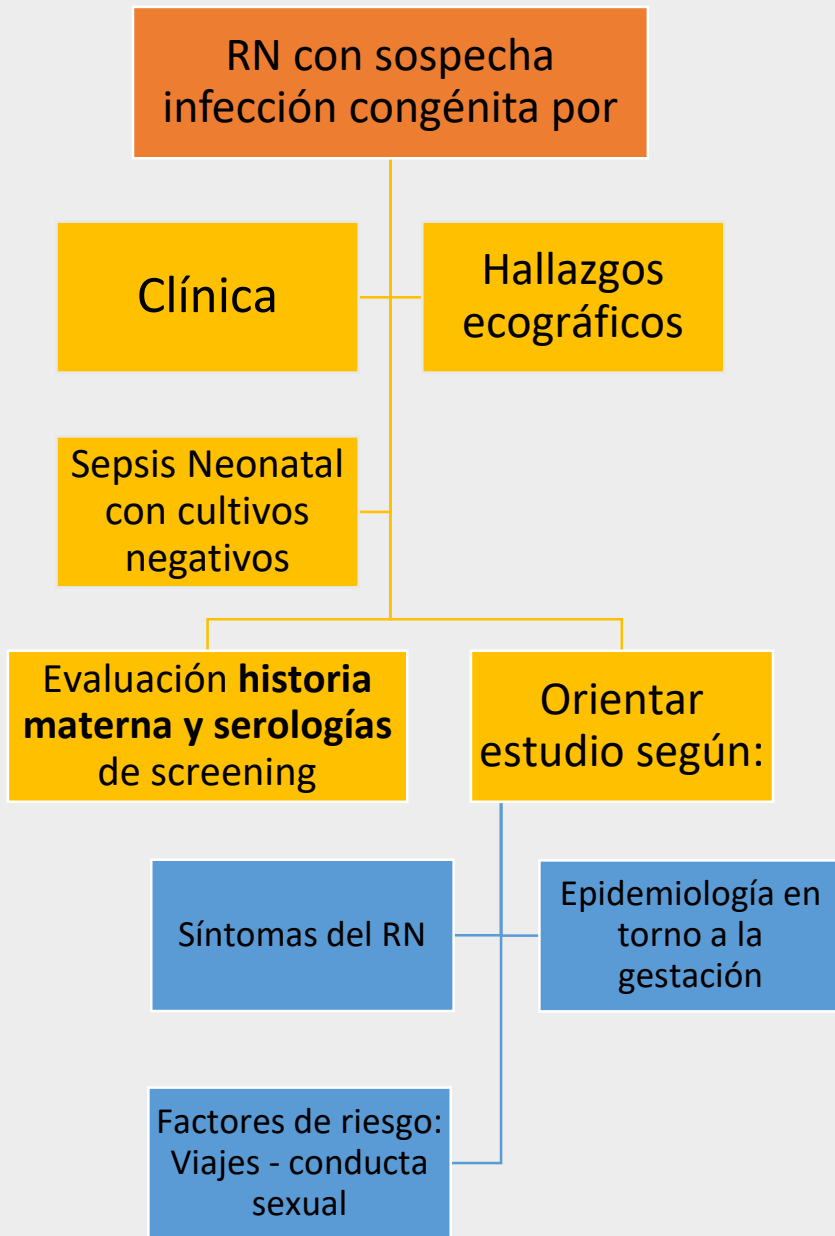 RN con sospecha
infección congénita por
Clínica
Hallazgos
ecográficos
Sepsis Neonatal
con cultivos
negativos
Evaluación historia
materna y serologías
de screening
Orientar
estudio según:
Síntomas del RN
Epidemiología en
torno a la
gestación
Factores de riesgo:
Viajes - conducta
sexual